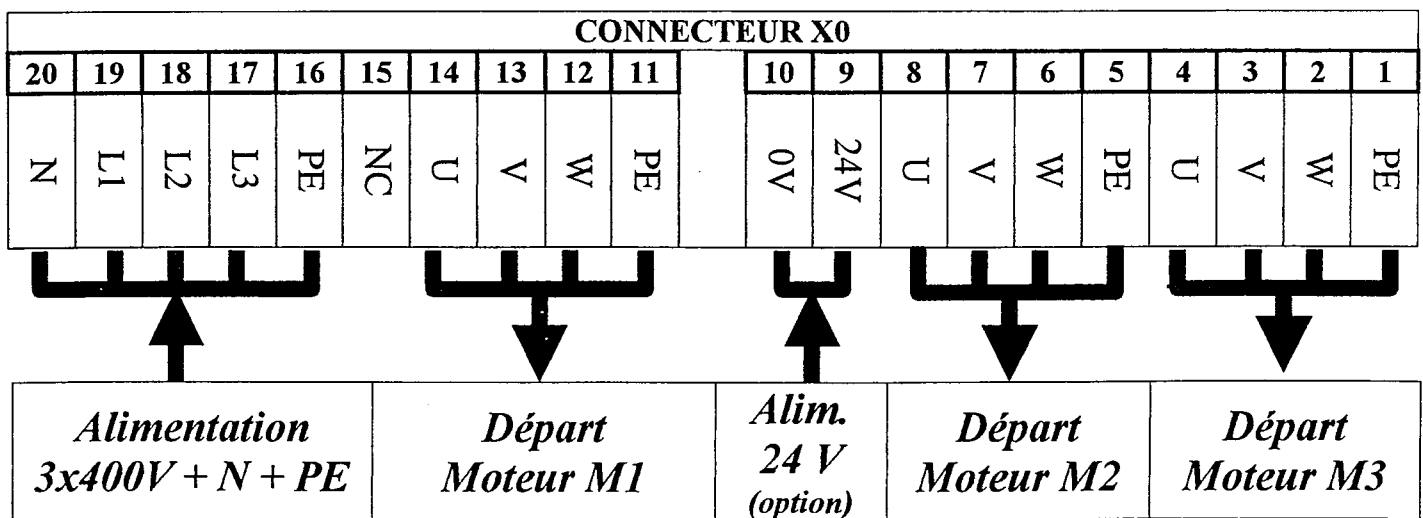 CONNECTEUR X0
20 19 18 17 16 15 14 13 12 11 10 9 8 7 6 5 4 3 2 1
N L1 L2 L3 PE NC U V W PE 0V 24V U V W PE U V W PE
Alimentation
3x400V + N + PE
Départ
Moteur M1
Alim.
24 V
(option)
Départ
Moteur M2
Départ
Moteur M3